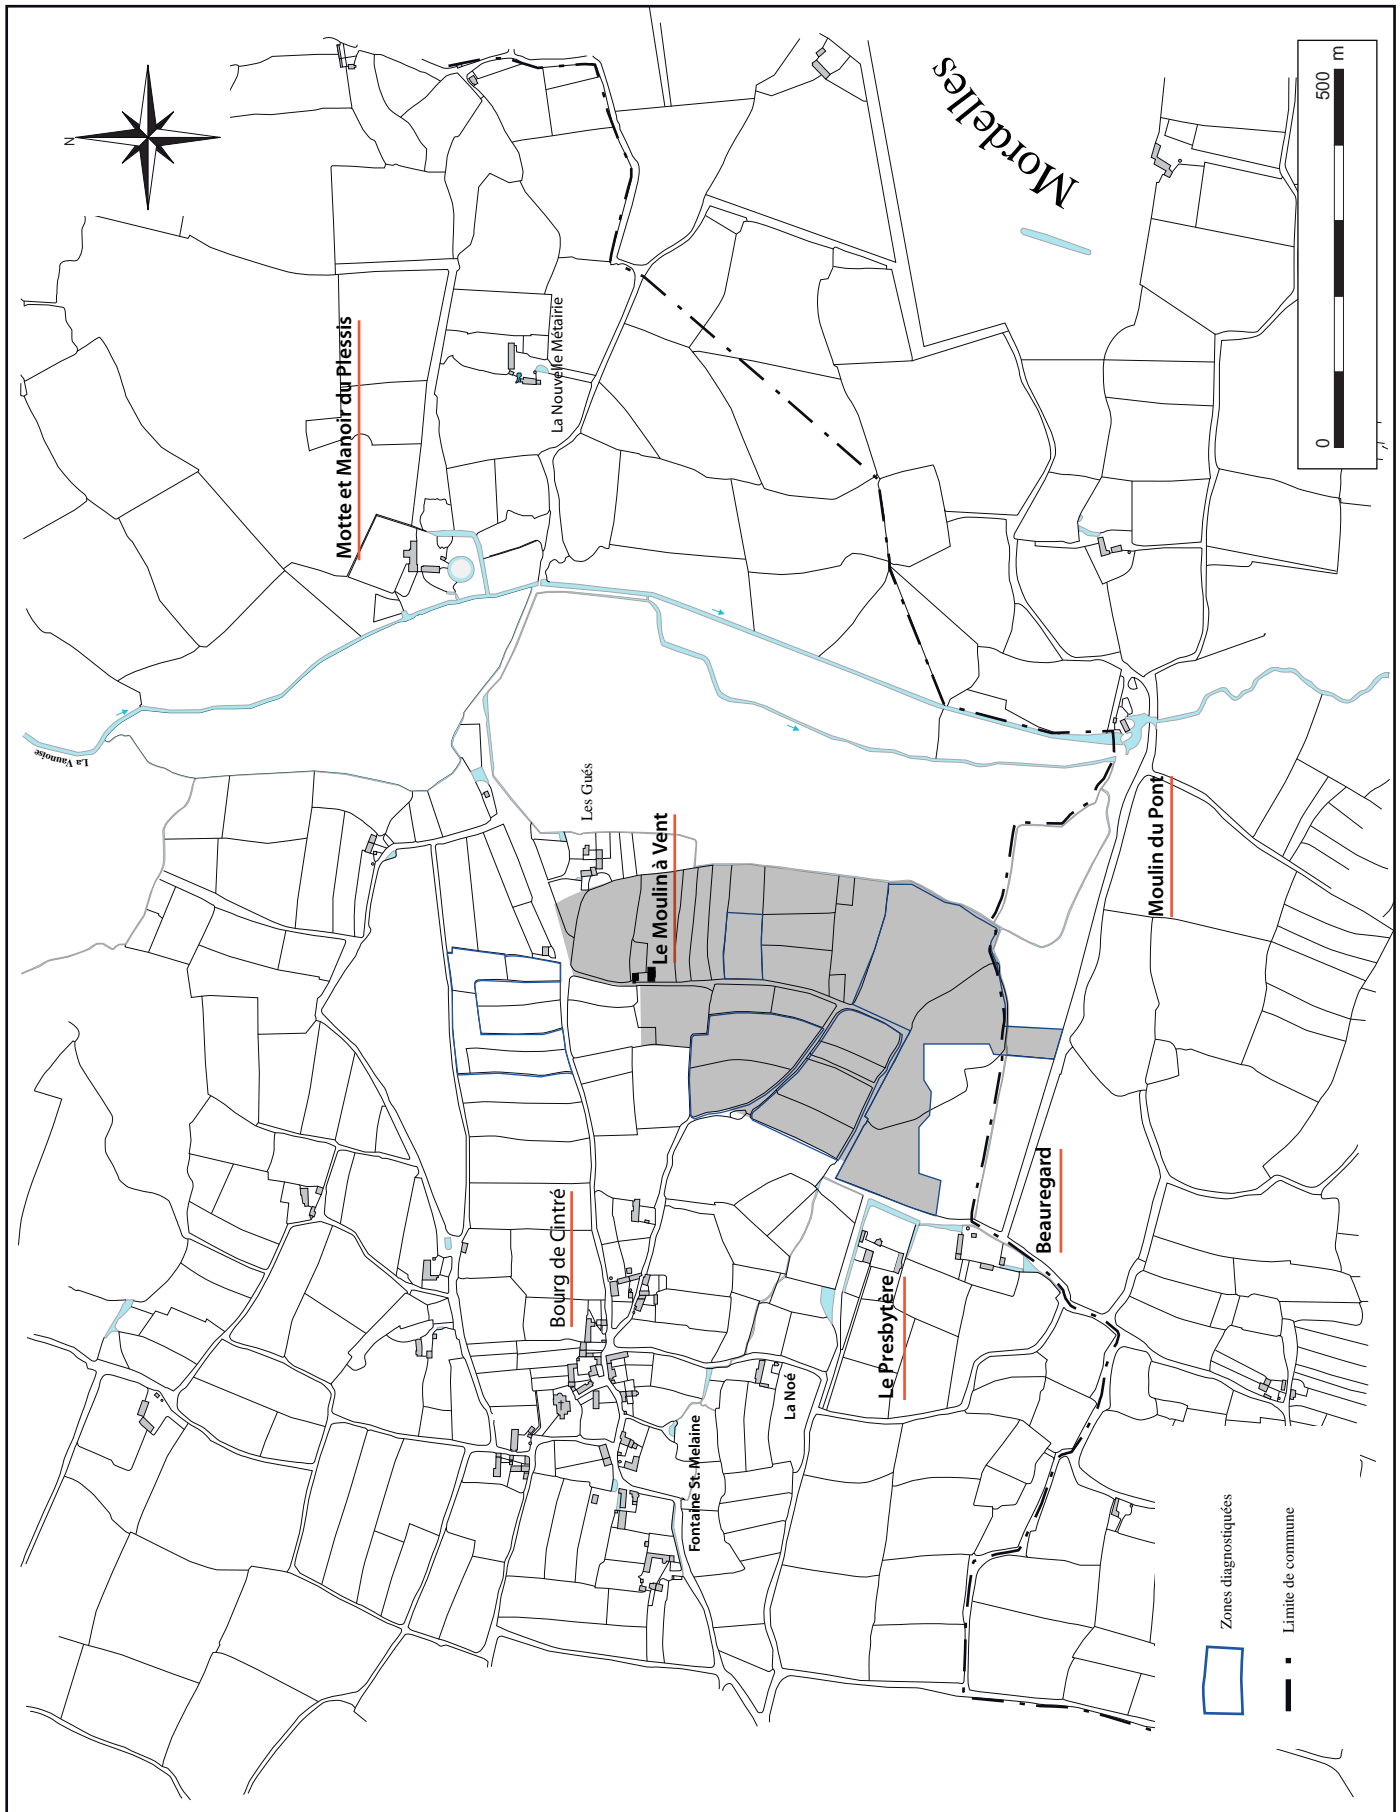 N
Mordelles
0
500
m
Motte et Manoir du Plessis
La Nouvelle Métairie
La Vaunoise
Les Gués
Le Moulin à Vent
Moulin du Pont
Bourg de Cintré
Beauregard
Le Presbytère
La Noé
Fontaine St. Melaine
Zones diagnostiquées
Limite de commune